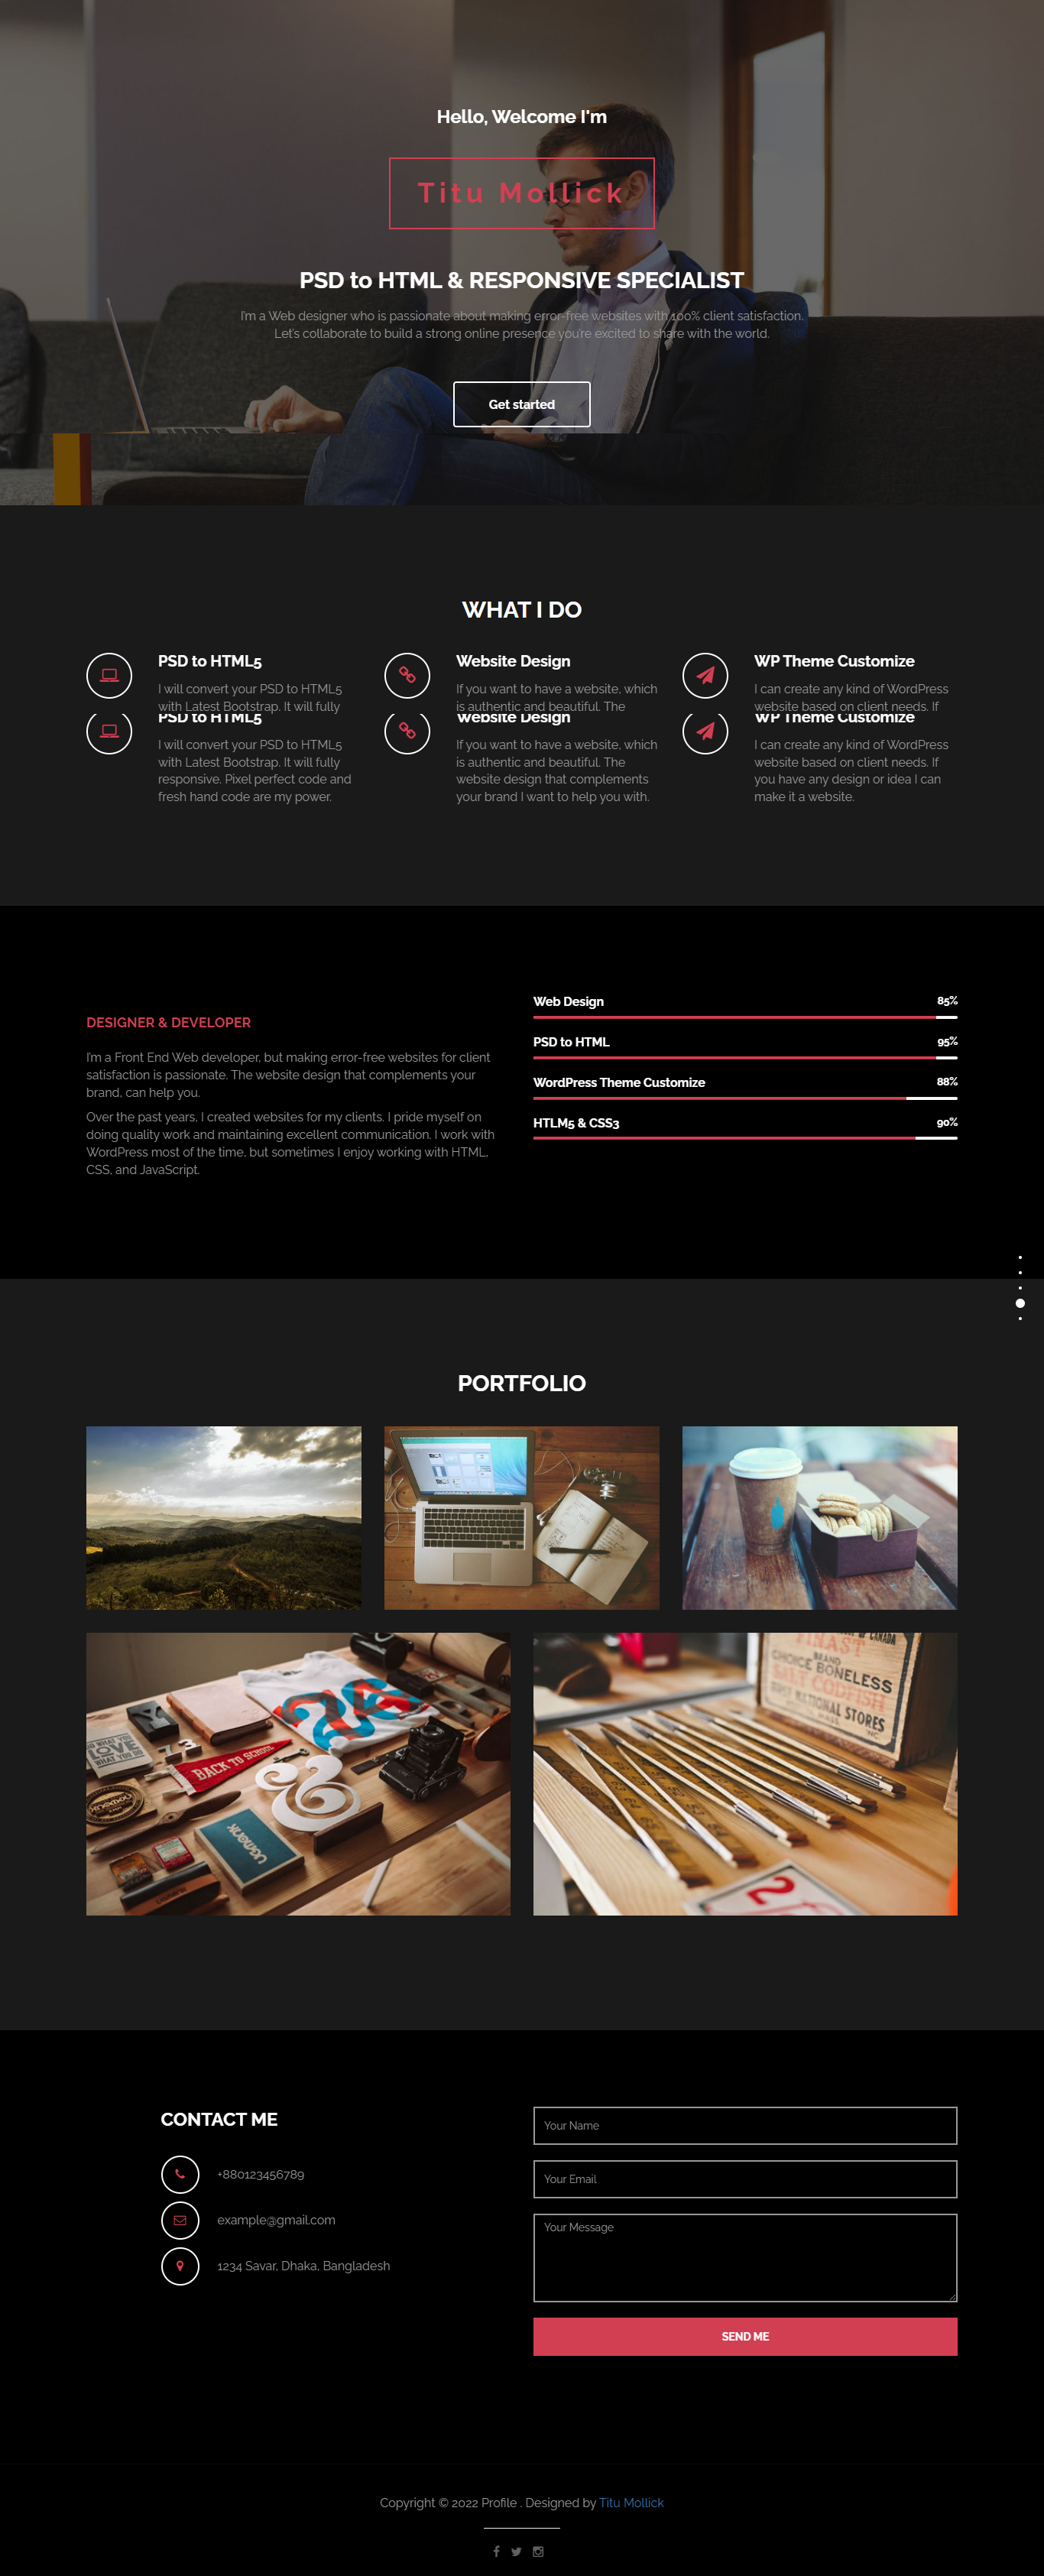 Hello, Welcome I'm
Titu Mollick
PSD to HTML & RESPONSIVE SPECIALIST
I'm a Web designer who is passionate about making error-free websites with 100% client satisfaction.
Let's collaborate to build a strong online presence you're excited to share with the world.
Get started
WHAT I DO
PSD to HTML5
I will convert your PSD to HTML5
with Latest Bootstrap. It will fully
PSD to HTML5
I will convert your PSD to HTML5
with Latest Bootstrap. It will fully
responsive. Pixel perfect code and
fresh hand code are my power.
Website Design
If you want to have a website, which
is authentic and beautiful. The
Website Design
If you want to have a website, which
is authentic and beautiful. The
website design that complements
your brand I want to help you with.
WP Theme Customize
I can create any kind of WordPress
website based on client needs. If
WP Theme Customize
I can create any kind of WordPress
website based on client needs. If
you have any design or idea I can
make it a website.
DESIGNER & DEVELOPER
I'm a Front End Web developer, but making error-free websites for client
satisfaction is passionate. The website design that complements your
brand, can help you.
Over the past years, I created websites for my clients. I pride myself on
doing quality work and maintaining excellent communication. I work with
WordPress most of the time, but sometimes I enjoy working with HTML,
CSS, and JavaScript.
Web Design 85%
PSD to HTML 95%
WordPress Theme Customize 88%
HTLM5 & CSS3 90%
PORTFOLIO
DO WHAT YOU
LOVE
WHAT YOU DO
73
BACK TO SCHOOL
&
ugmonk
FINAST
OF CANADA
BRAND
CHOICE BONELESS
NATIONAL STORES
2
CONTACT ME
+880123456789
example@gmail.com
1234 Savar, Dhaka, Bangladesh
Your Name
Your Email
Your Message
SEND ME
Copyright © 2022 Profile . Designed by Titu Mollick